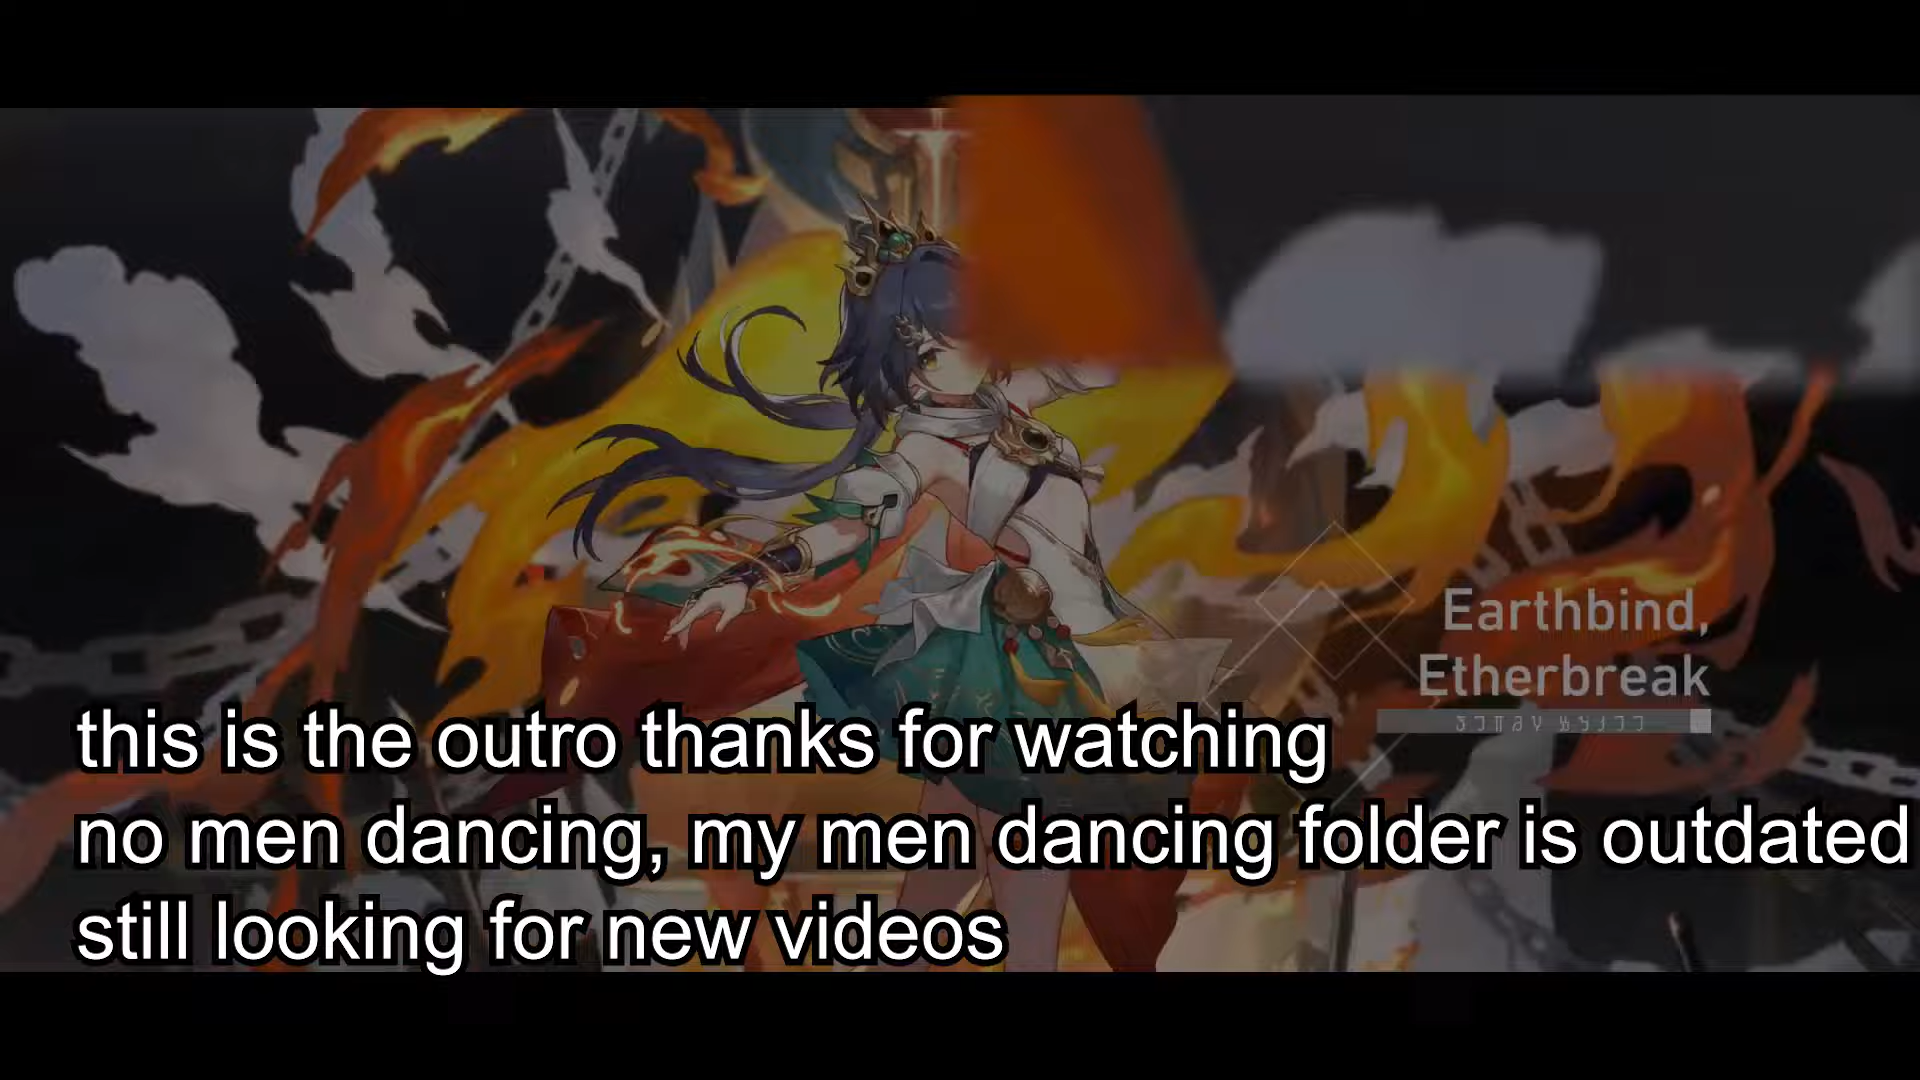 Earthbind,
Etherbreak
this is the outro thanks for watching
no men dancing, my men dancing folder is outdated
still looking for new videos